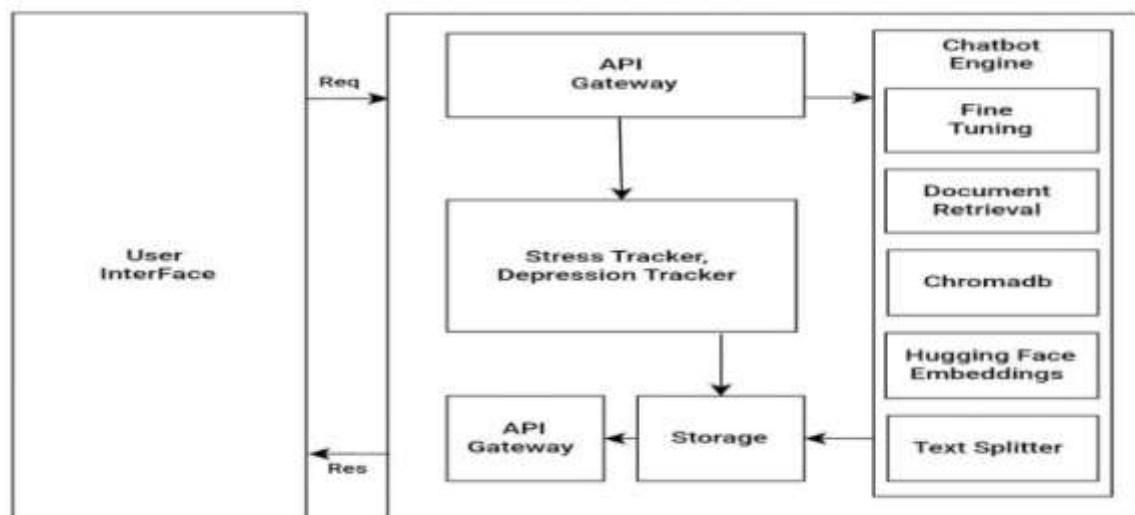 User
InterFace
Req
Res
API
Gateway
Stress Tracker,
Depression Tracker
Storage
API
Gateway
Chatbot
Engine
Fine
Tuning
Document
Retrieval
Chromadb
Hugging Face
Embeddings
Text Splitter